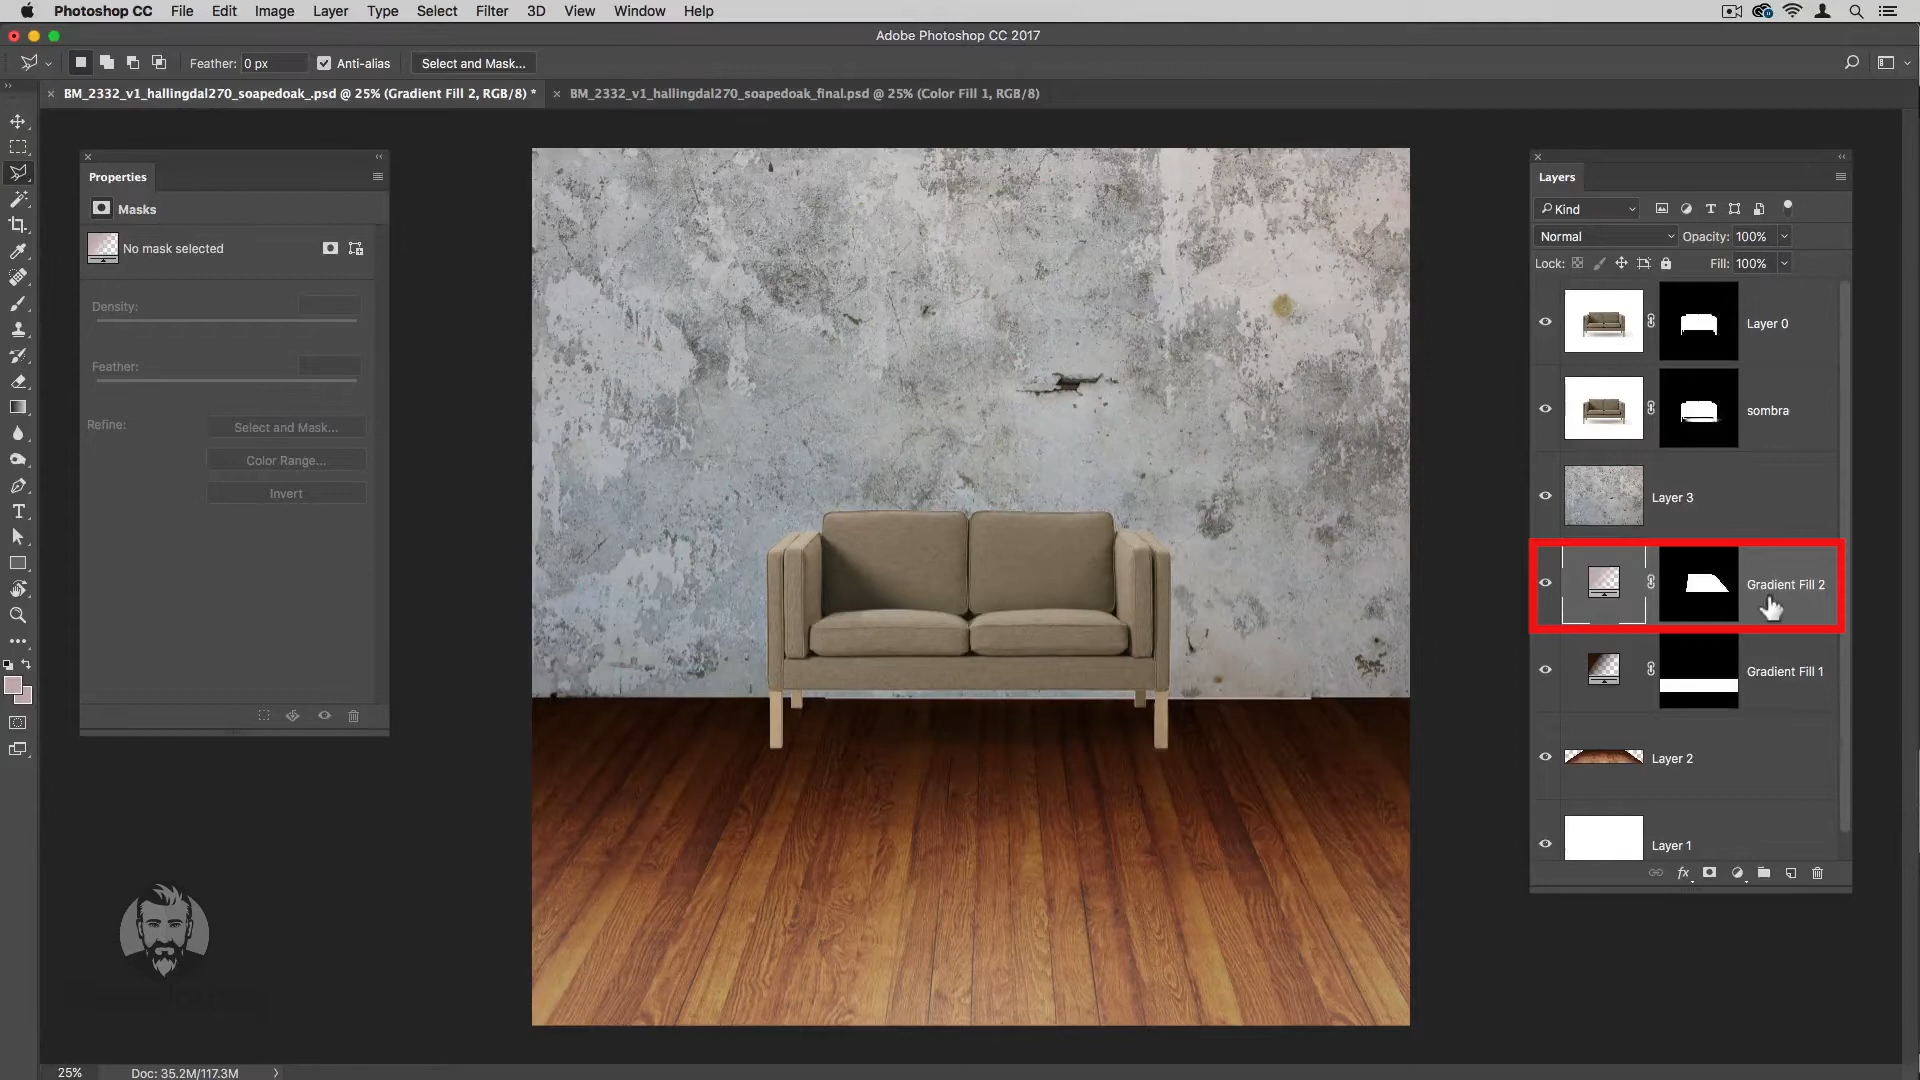 Photoshop CC File Edit Image Layer Type Select Filter 3D View Window Help
Adobe Photoshop CC 2017
Feather: 0 px Anti-alias Select and Mask...
BM_2332_v1_hallingdal270_soapedoak_.psd @ 25% (Gradient Fill 2, RGB/8) *
BM_2332_v1_hallingdal270_soapedoak_final.psd @ 25% (Color Fill 1, RGB/8)
Properties
Masks
No mask selected
Density:
Feather:
Refine:
Select and Mask...
Color Range...
Invert
Layers
Kind
Normal Opacity: 100%
Lock: Fill: 100%
Layer 0
sombra
Layer 3
Gradient Fill 2
Gradient Fill 1
Layer 2
Layer 1
fx
25% Doc: 35.2M/117.3M